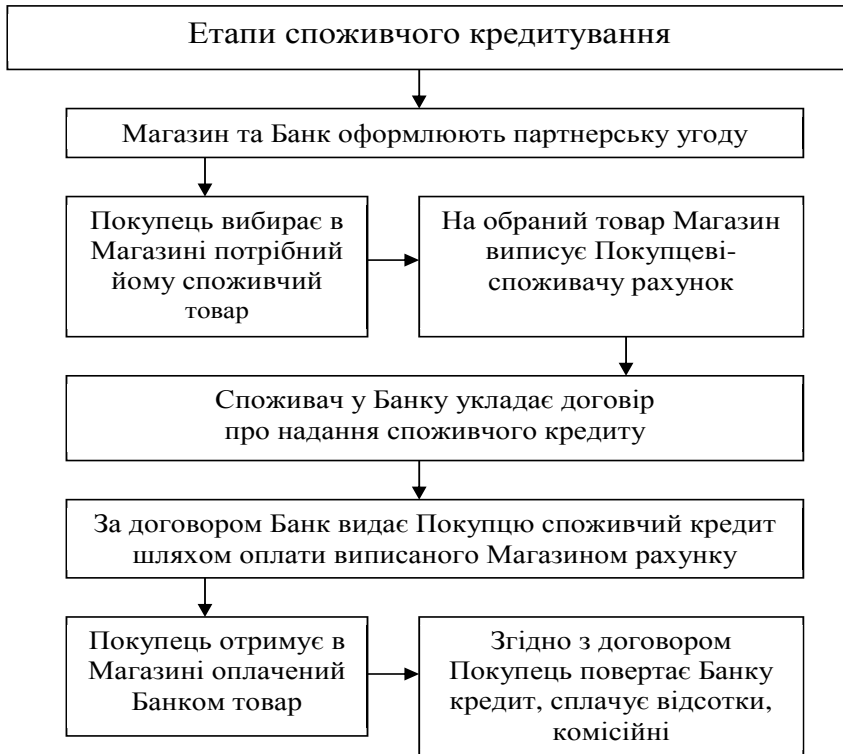 Етапи споживчого кредитування
Магазин та Банк оформлюють партнерську угоду
Покупець вибирає в
Магазині потрібний
йому споживчий
товар
На обраний товар Магазин
виписує Покупцеві-
споживачу рахунок
Споживач у Банку укладає договір
про надання споживчого кредиту
За договором Банк видає Покупцю споживчий кредит
шляхом оплати виписаного Магазином рахунку
Покупець отримує в
Магазині оплачений
Банком товар
Згідно з договором
Покупець повертає Банку
кредит, сплачує відсотки,
комісійні